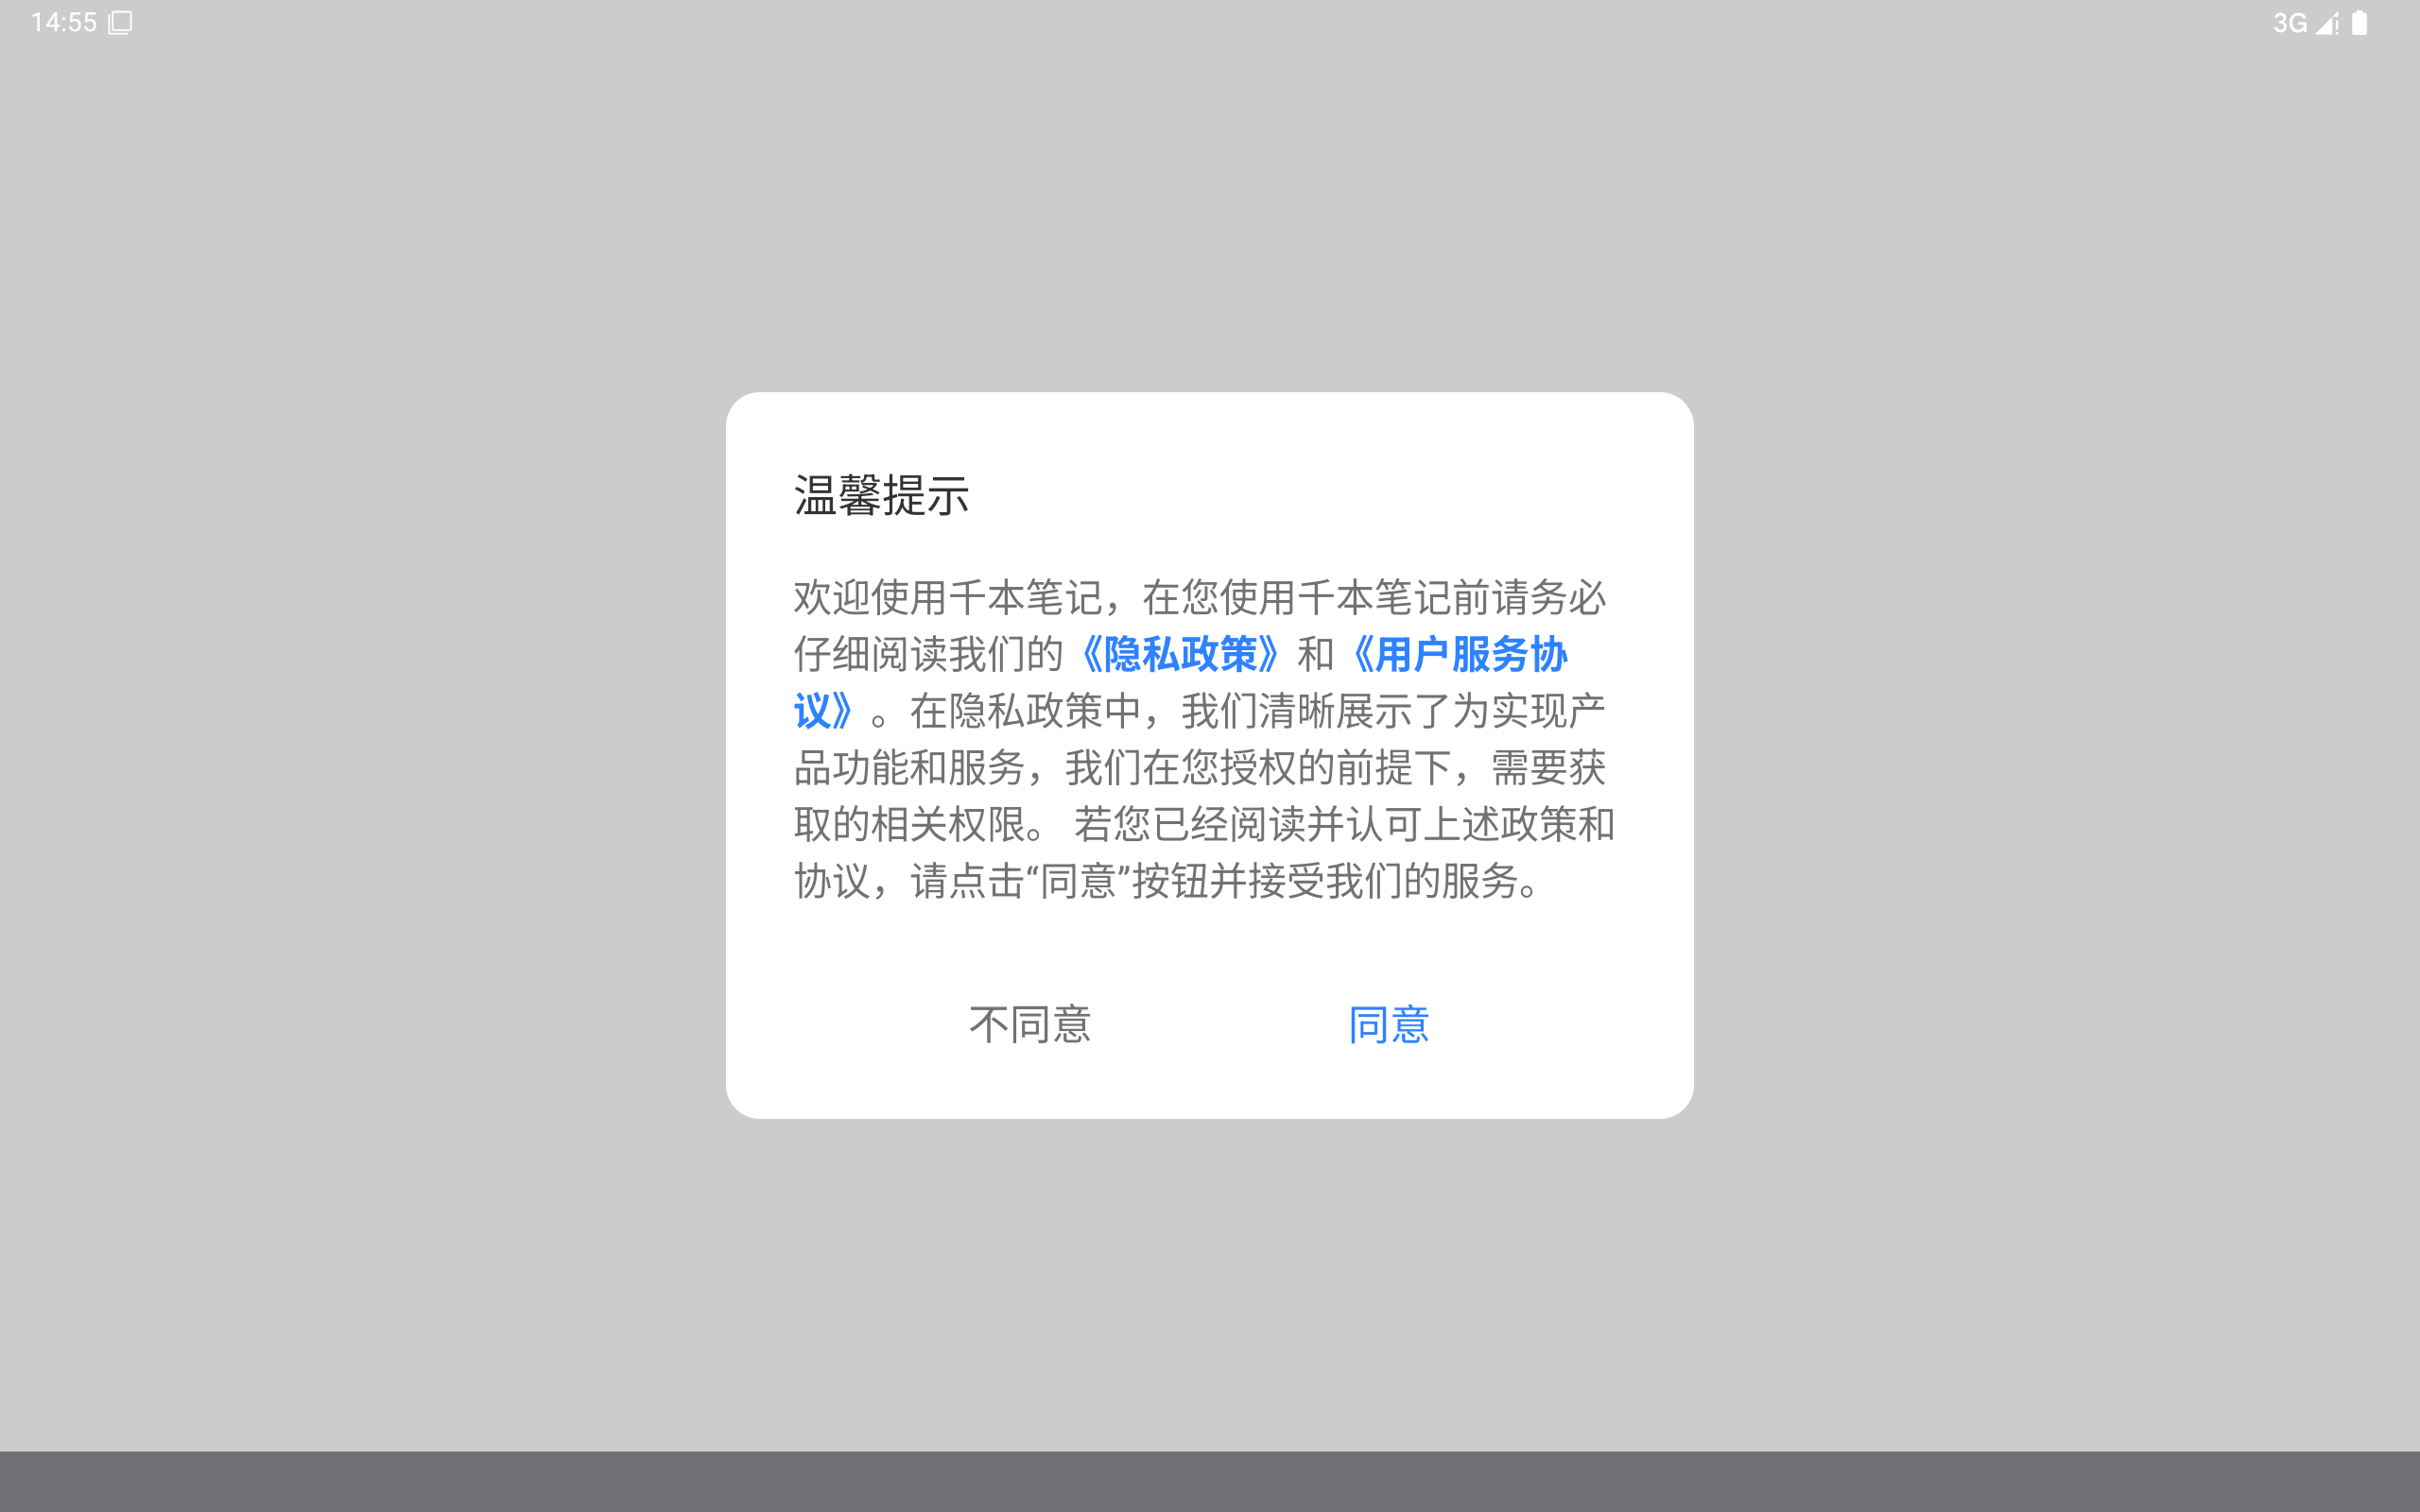 14:55
3G
温馨提示
欢迎使用千本笔记，在您使用千本笔记前请务必
仔细阅读我们的《隐私政策》和《用户服务协
议》。在隐私政策中，我们清晰展示了为实现产
品功能和服务，我们在您授权的前提下，需要获
取的相关权限。 若您已经阅读并认可上述政策和
协议，请点击“同意”按钮并接受我们的服务。
不同意
同意